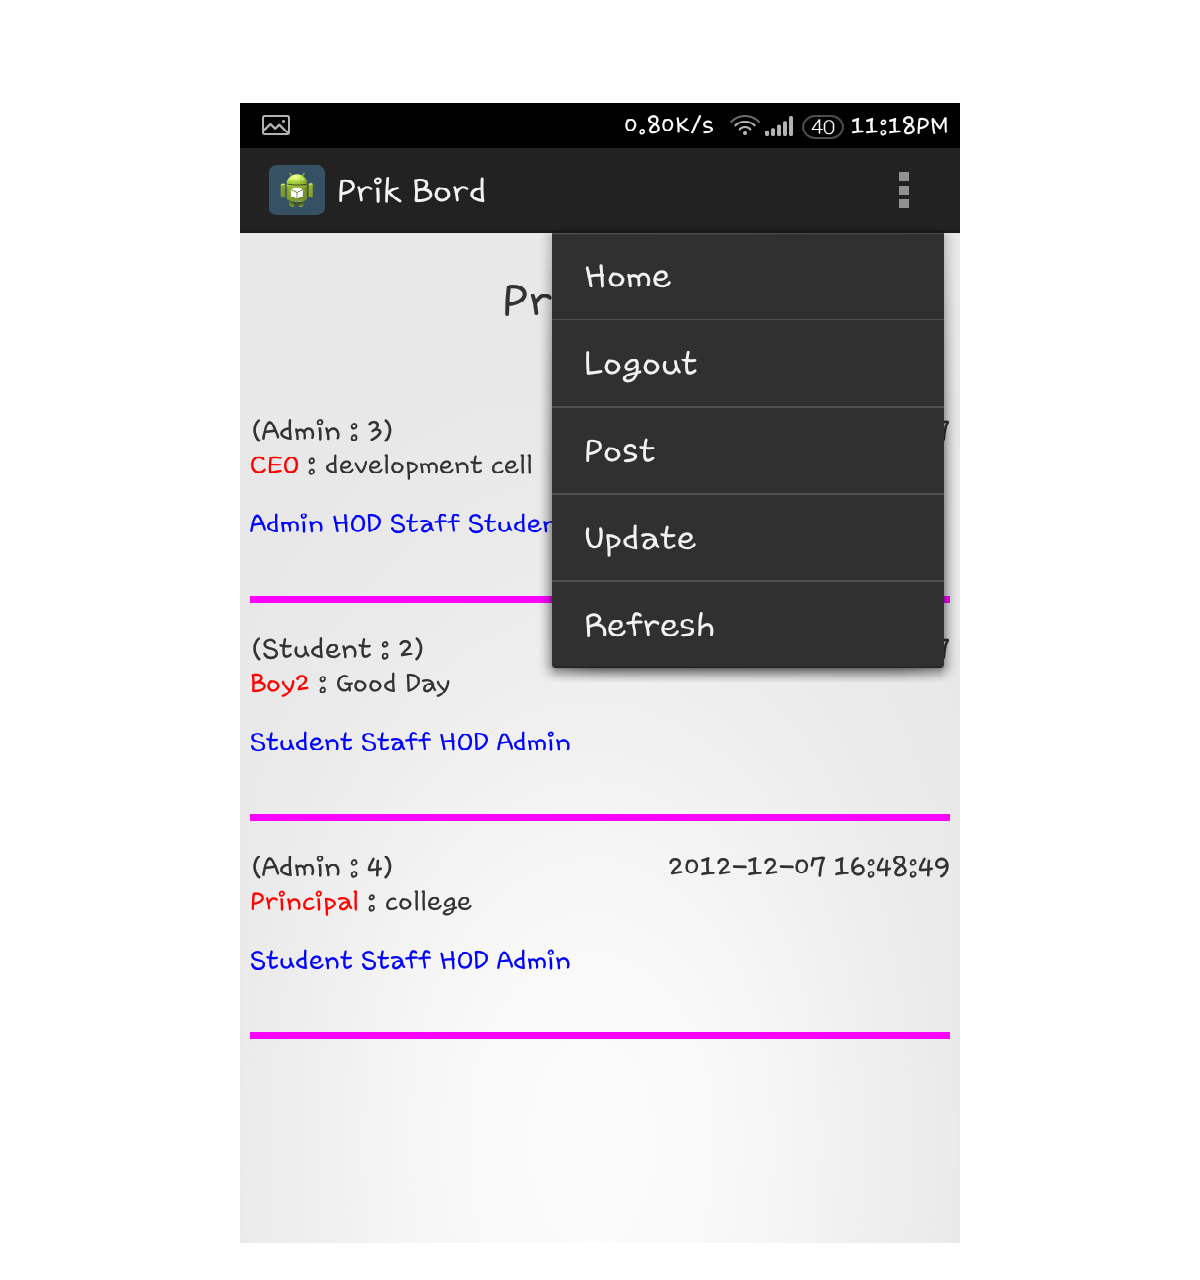 0.80K/s 40 11:18PM
Prik Bord
Home
Pr
Logout
(Admin : 3) 7
Post
CEO : development cell
Admin HOD Staff Studen
Update
Refresh
(Student : 2) 7
Boy2 : Good Day
Student Staff HOD Admin
(Admin : 4) 2012-12-07 16:48:49
Principal : college
Student Staff HOD Admin